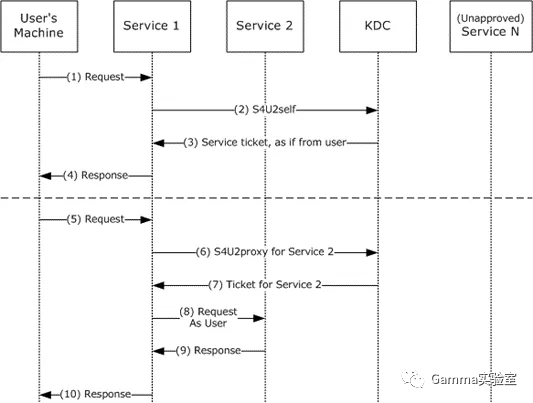 User's
Machine
Service 1
Service 2
KDC
(Unapproved)
Service N
(1) Request
(2) S4U2self
(3) Service ticket, as if from user
(4) Response
(5) Request
(6) S4U2proxy for Service 2
(7) Ticket for Service 2
(8) Request
As User
(9) Response
(10) Response
Gamma实验室